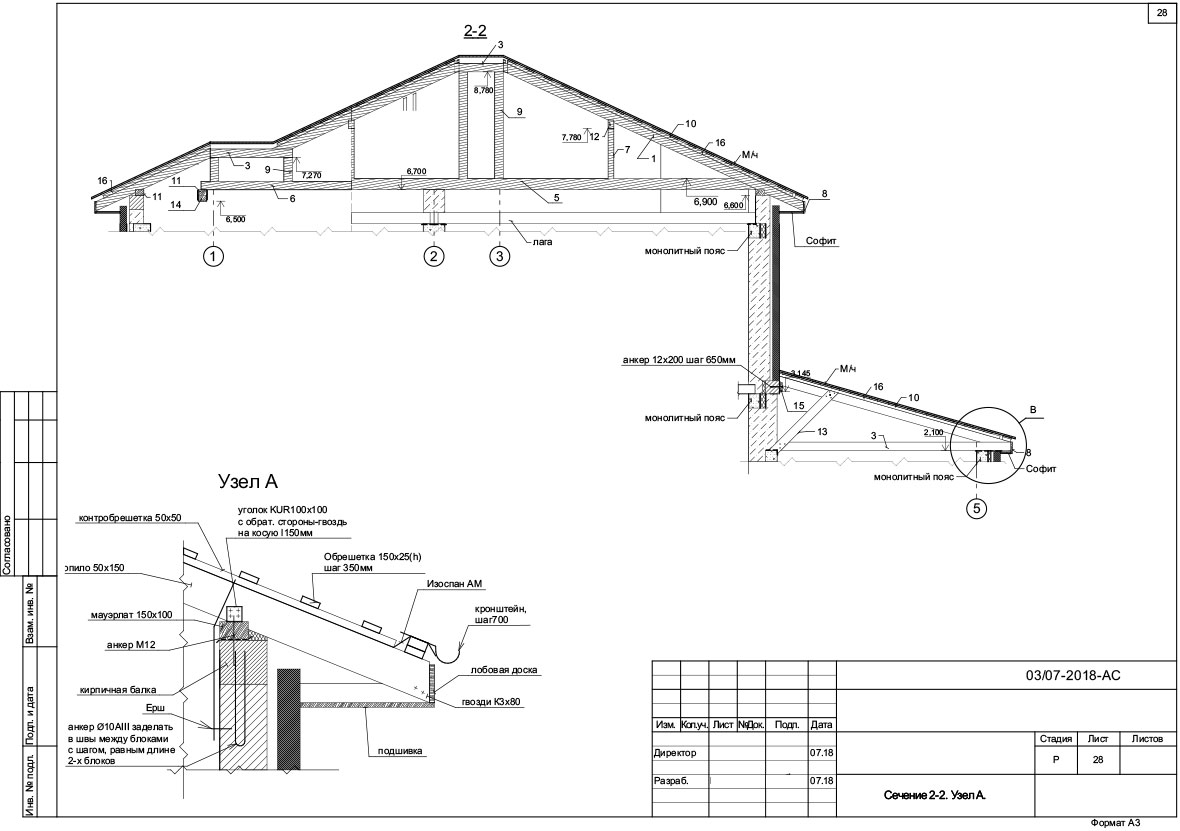 28
2-2
3
8,780
9
10
12
7,780
16
М/ч
7
1
3
9
7,270
6,700
16
11
11
8
14
6
5
6,900
6,600
6,500
лага
монолитный пояс
Софит
1
2
3
анкер 12х200 шаг 650мм
3,145
М/ч
16
10
15
монолитный пояс
В
13
3
2,100
8
монолитный пояс
Софит
5
Узел А
уголок KUR100x100
с обрат. стороны-гвоздь
на косую l150мм
контробрешетка 50х50
Обрешетка 150х25(h)
шаг 350мм
опило 50х150
Изоспан АМ
кронштейн,
шаг700
мауэрлат 150х100
анкер М12
лобовая доска
кирпичная балка
гвозди К3х80
Ерш
анкер Ø10АIII заделать
в швы между блоками
с шагом, равным длине
2-х блоков
подшивка
Согласовано
Взам. инв. №
Подп. и дата
Инв. № подл.
03/07-2018-АС
Изм. Кол.уч. Лист №Док. Подп. Дата
Директор 07.18
Разраб. 07.18
Стадия Лист Листов
Р 28
Сечение 2-2. Узел А.
Формат А3